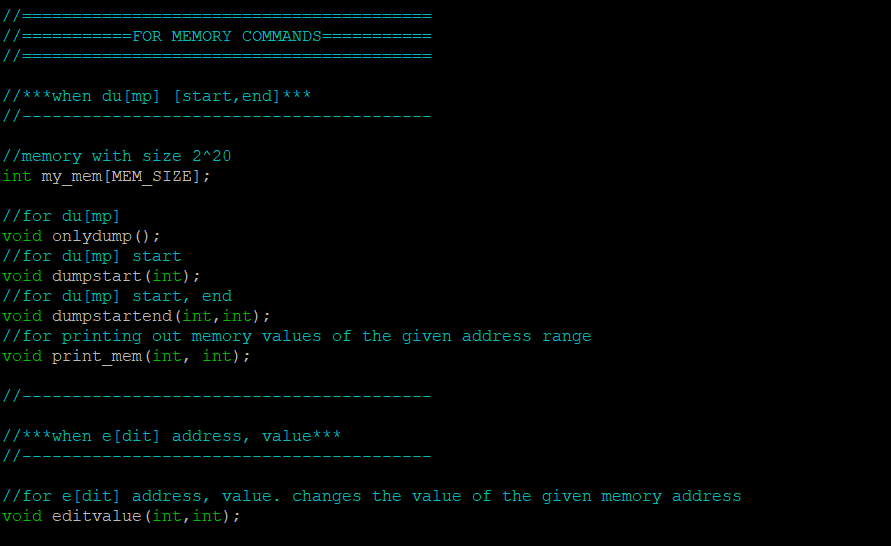 //=========================================
//===========FOR MEMORY COMMANDS===========
//=========================================
//***when du[mp] [start,end]***
//-----------------------------------------
//memory with size 2^20
int my_mem[MEM_SIZE];
//for du[mp]
void onlydump();
//for du[mp] start
void dumpstart(int);
//for du[mp] start, end
void dumpstartend(int,int);
//for printing out memory values of the given address range
void print_mem(int, int);
//-----------------------------------------
//***when e[dit] address, value***
//-----------------------------------------
//for e[dit] address, value. changes the value of the given memory address
void editvalue(int,int);